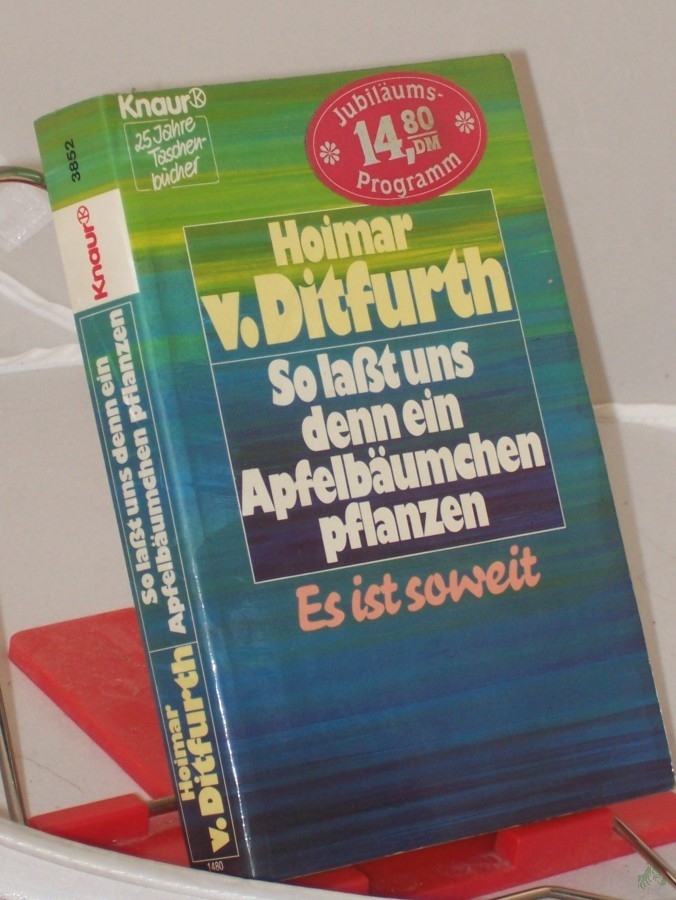 Knaur
25 Jahre
Taschen-
bücher
Jubiläums-
14,80
DM
Programm
Hoimar
v. Ditfurth
So laßt uns
denn ein
Apfelbäumchen
pflanzen
Es ist soweit
3852
Knaur
So laßt uns denn ein
Apfelbäumchen pflanzen
Hoimar
v. Ditfurth
1480